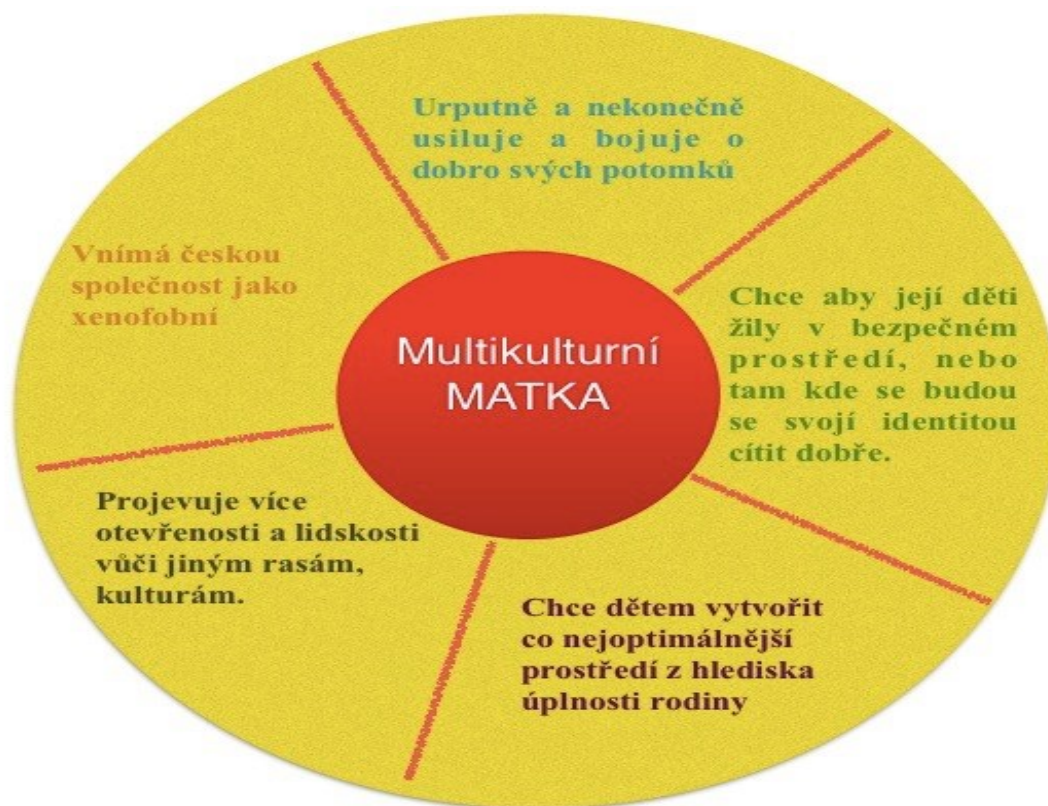 Urputně a nekonečně
usiluje a bojuje o
dobro svých potomků
Vnímá českou
společnost jako
xenofobní
Chce aby její děti
žily v bezpečném
prostředí, nebo
tam kde se budou
se svojí identitou
cítit dobře.
Multikulturní
MATKA
Projevuje více
otevřenosti a lidskosti
vůči jiným rasám,
kulturám.
Chce dětem vytvořit
co nejoptimálnější
prostředí z hlediska
úplnosti rodiny